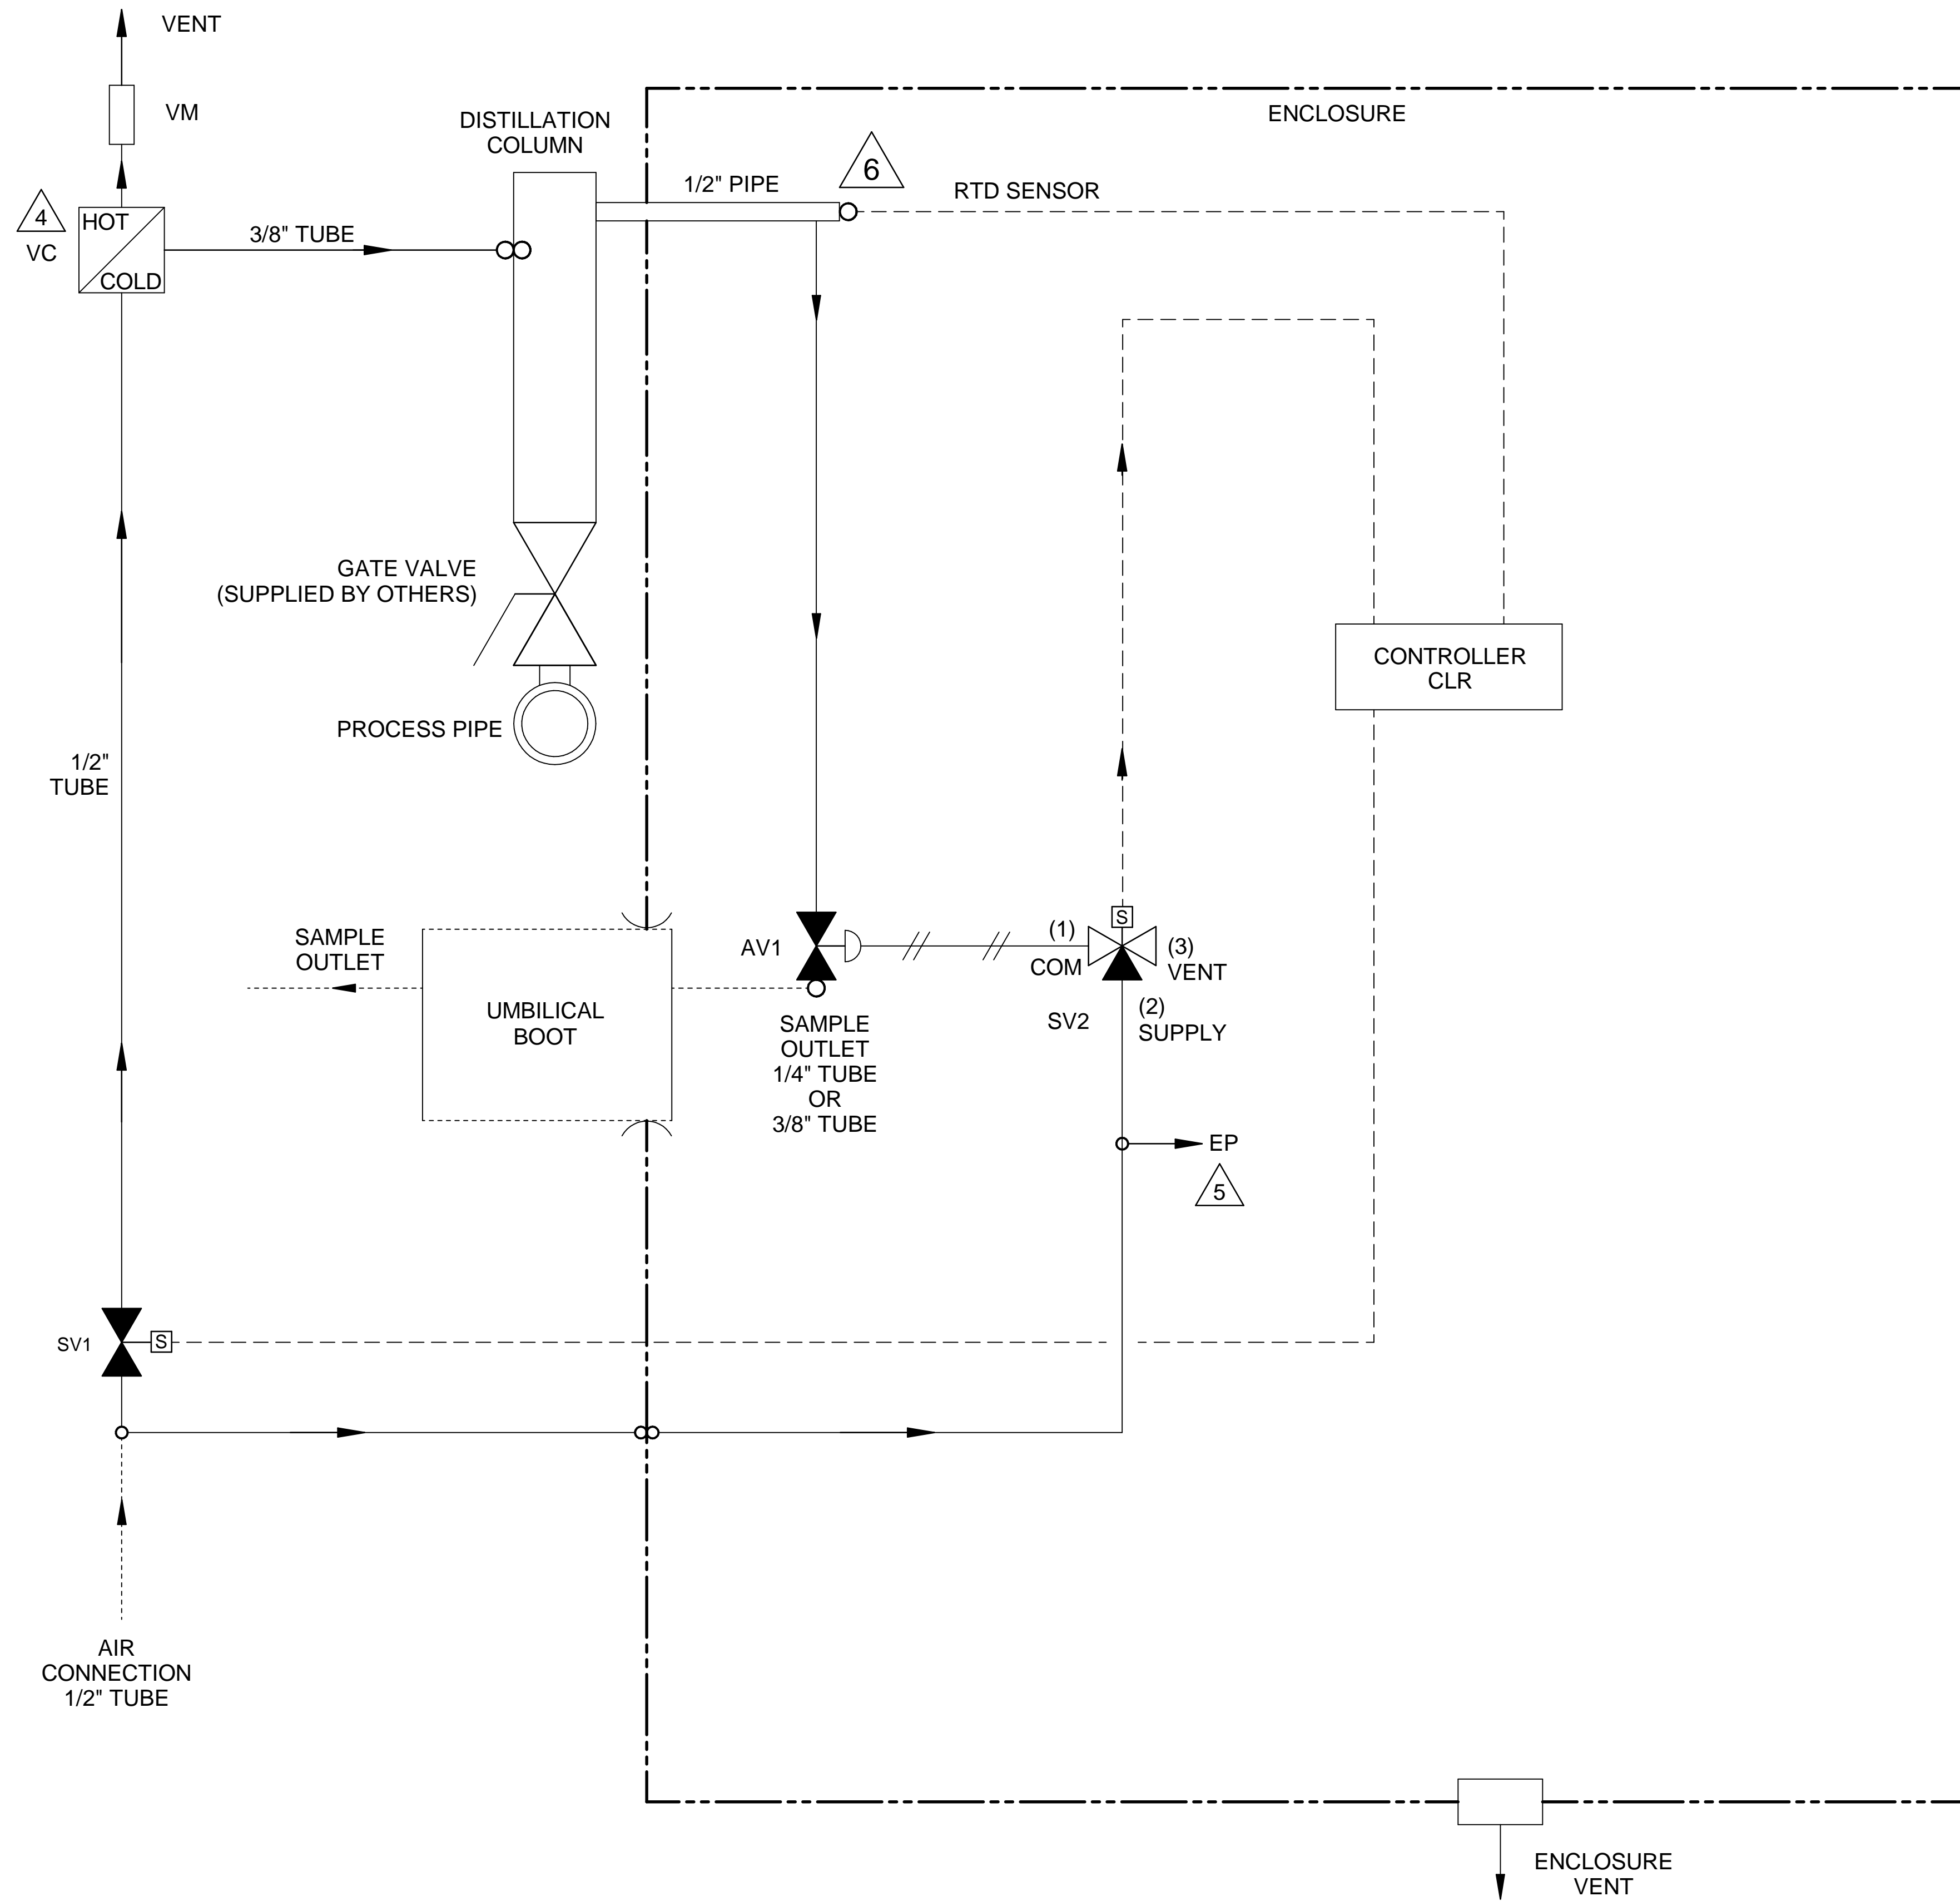 VENT
VM
ENCLOSURE
DISTILLATION
COLUMN
1/2" PIPE
6
RTD SENSOR
4
VC
HOT
COLD
3/8" TUBE
GATE VALVE
(SUPPLIED BY OTHERS)
CONTROLLER
CLR
PROCESS PIPE
1/2"
TUBE
SAMPLE
OUTLET
UMBILICAL
BOOT
AV1
S
(1)
COM
(3)
VENT
SV2
(2)
SUPPLY
SAMPLE
OUTLET
1/4" TUBE
OR
3/8" TUBE
EP
5
SV1
S
AIR
CONNECTION
1/2" TUBE
ENCLOSURE
VENT